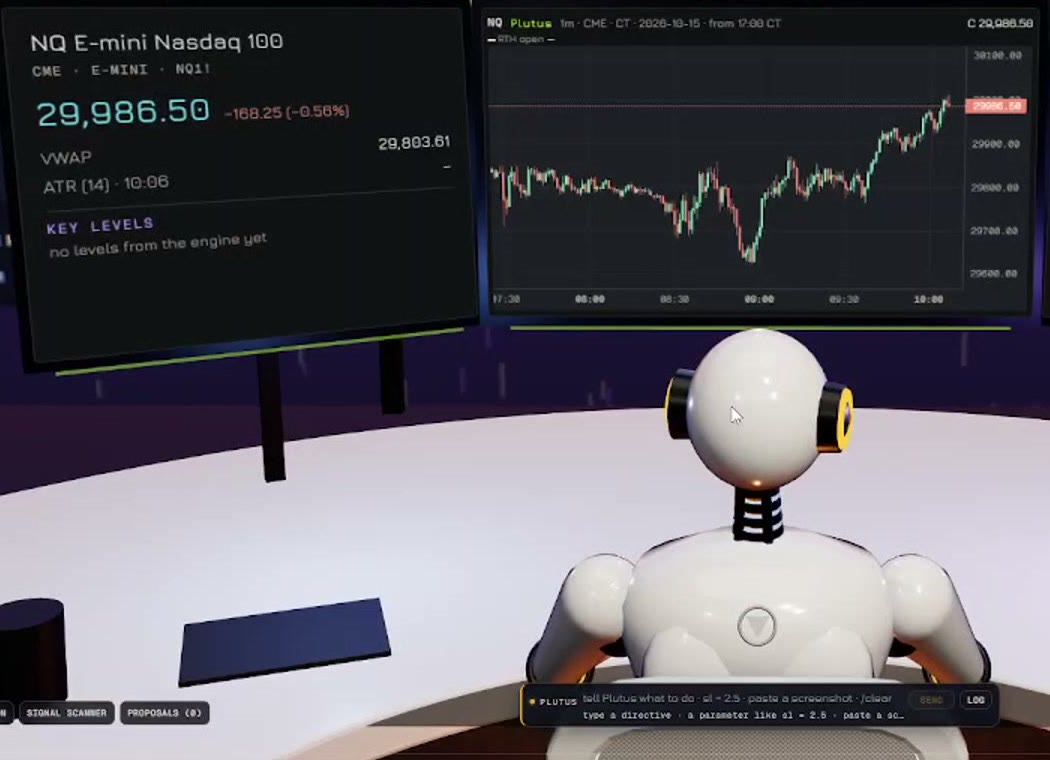 NQ E-mini Nasdaq 100
CME · E-MINI · NQ1!
29,986.50 -168.25 (-0.56%)
VWAP 29,803.61
ATR (14) · 10:06 -
KEY LEVELS
no levels from the engine yet
NQ Plutus 1m · CME · CT · 2026-10-15 · from 17:00 CT C 29,986.50
RTH open
30100.00
29986.50
29900.00
29800.00
29700.00
29600.00
7:30 08:00 08:30 09:00 09:30 10:00
N SIGNAL SCANNER PROPOSALS (0)
PLUTUS tell Plutus what to do · sl = 2.5 · paste a screenshot · /clear SEND LOG
type a directive · a parameter like sl = 2.5 · paste a sc…